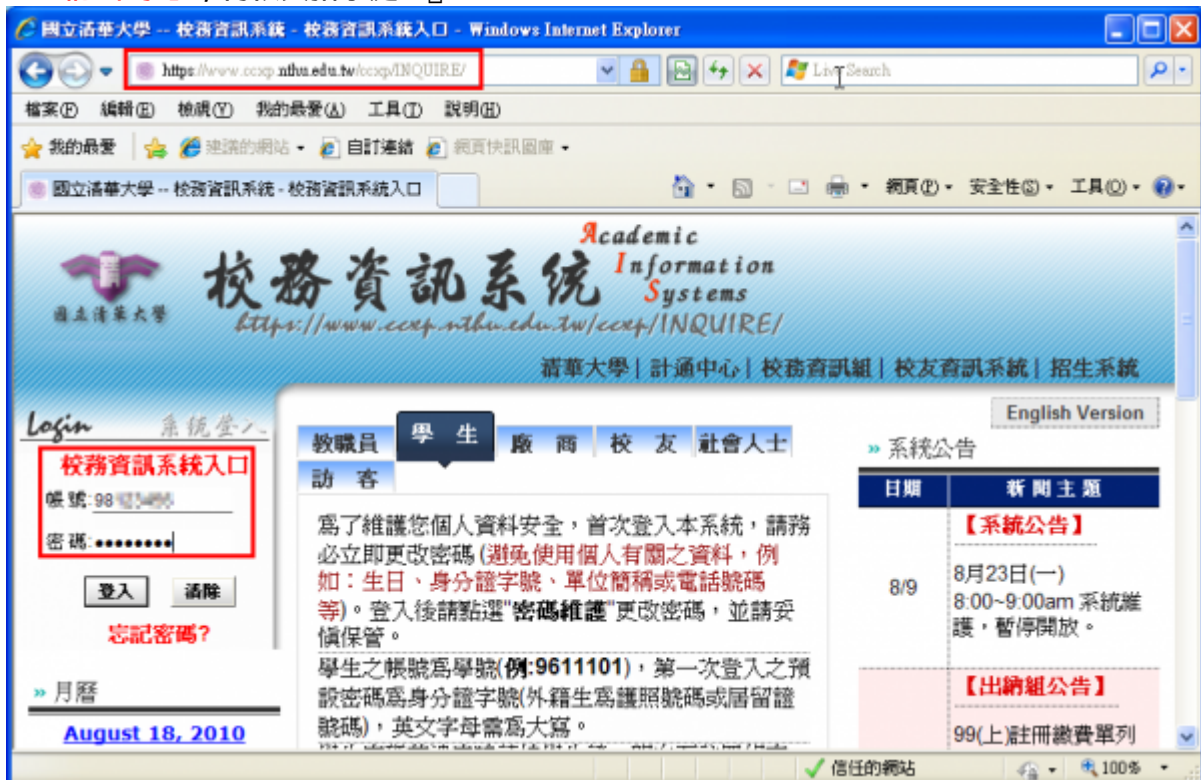 國立清華大學 -- 校務資訊系統 - 校務資訊系統入口 - Windows Internet Explorer
https://www.ccxp.nthu.edu.tw/ccxp/INQUIRE/
Live Search
檔案(F) 編輯(E) 檢視(V) 我的最愛(A) 工具(T) 說明(H)
我的最愛 建議的網站 自訂連結 網頁快訊圖庫
國立清華大學 -- 校務資訊系統 - 校務資訊系統入口
網頁(P) 安全性(S) 工具(O)
Academic
Information
Systems
校務資訊系統
國立清華大學
https://www.ccxp.nthu.edu.tw/ccxp/INQUIRE/
清華大學 | 計通中心 | 校務資訊組 | 校友資訊系統 | 招生系統
Login 系統登入
校務資訊系統入口
帳號: 98
密碼: ●●●●●●●●
登入 清除
忘記密碼?
» 月曆
August 18, 2010
教職員 學 生 廠 商 校 友 社會人士
訪 客
為了維護您個人資料安全，首次登入本系統，請務
必立即更改密碼(避免使用個人有關之資料，例
如：生日、身分證字號、單位簡稱或電話號碼
等)。登入後請點選"密碼維護"更改密碼，並請妥
慎保管。
學生之帳號為學號(例:9611101)，第一次登入之預
設密碼為身分證字號(外籍生為護照號碼或居留證
號碼)，英文字母需為大寫。
English Version
» 系統公告
日期 新聞主題
【系統公告】
8/9
8月23日(一)
8:00~9:00am 系統維
護，暫停開放。
【出納組公告】
99(上)註冊繳費單列
信任的網站 100%